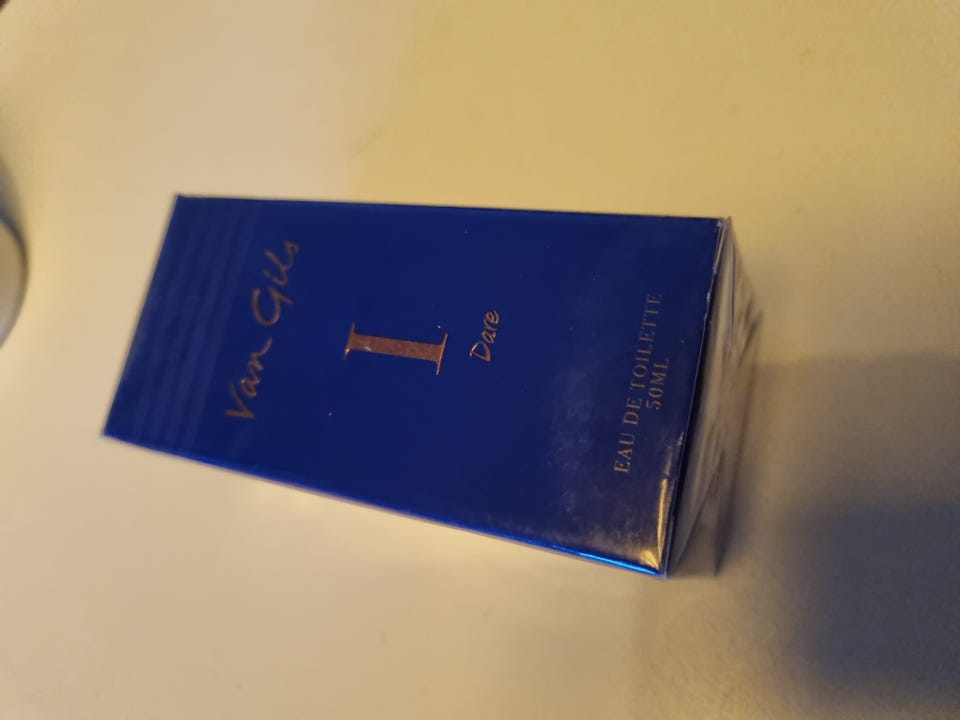 Van Gils
I
Dare
EAU DE TOILETTE
50ML